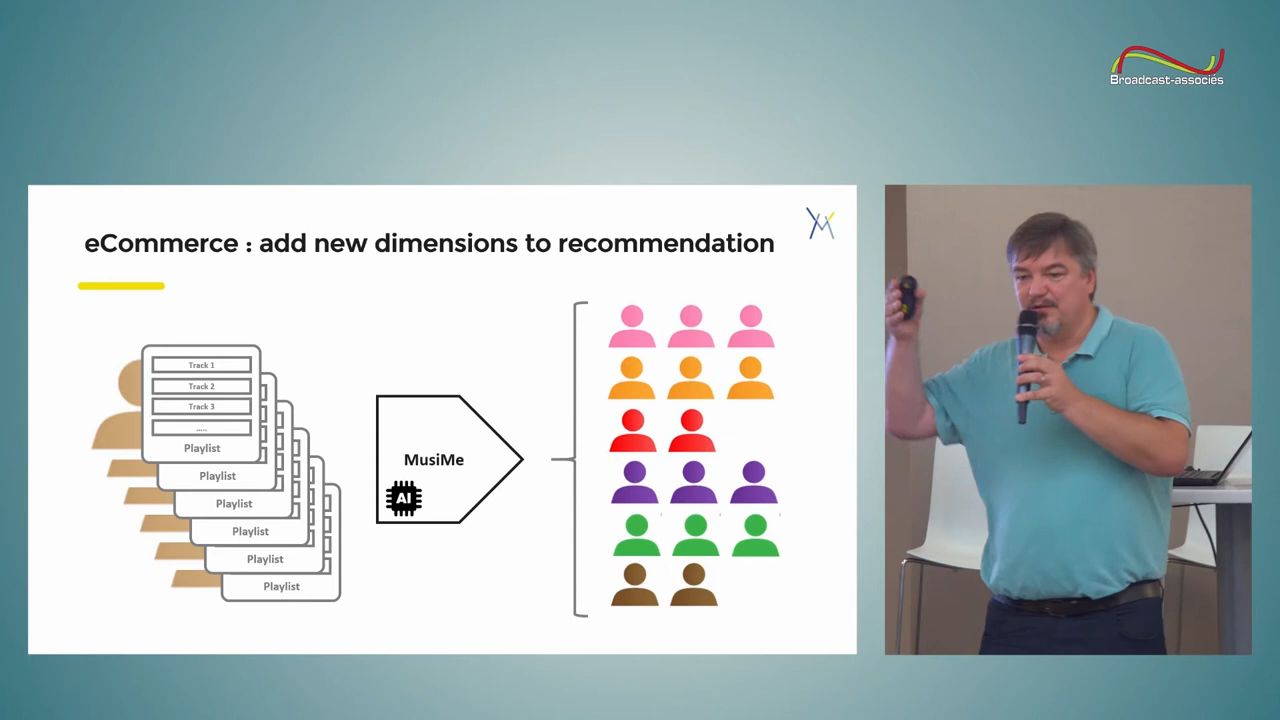 Broadcast-associés
eCommerce : add new dimensions to recommendation
Track 1
Track 2
Track 3
.....
Playlist
Playlist
Playlist
Playlist
Playlist
Playlist
MusiMe
AI